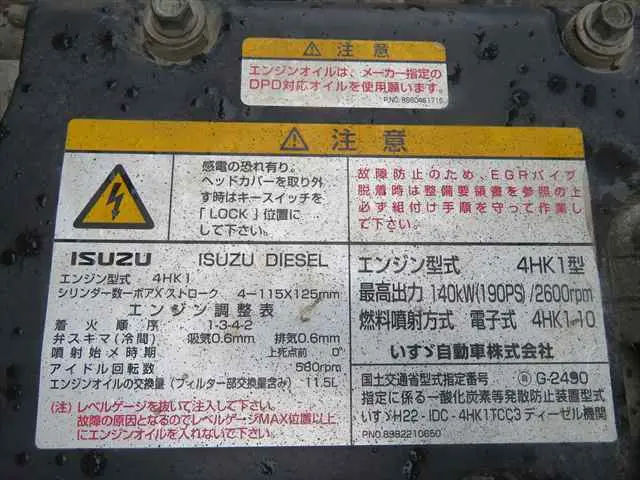 ⚠ 注意
エンジンオイルは、メーカー指定の
DPD対応オイルを使用願います。
P.NO. 8980461716
⚠ 注意
感電の恐れ有り。
ヘッドカバーを取り外
す時はキースイッチを
「LOCK」位置に
して下さい。
故障防止のため、EGRパイプ
脱着時は整備要領書を参照の上
必ず組付け手順を守って作業し
て下さい。
ISUZU ISUZU DIESEL
エンジン型式 4HK1
シリンダー数−ボアXストローク 4−115X125mm
エンジン調整表
着火順序 1-3-4-2
弁スキマ(冷間) 吸気0.6mm 排気0.6mm
噴射始メ時期 上死点前 0°
アイドル回転数 580rpm
エンジンオイルの交換量(フィルター部交換量含み) 11.5L
(注)レベルゲージを抜いて注入して下さい。
故障の原因となるのでレベルゲージMAX位置以上
にエンジンオイルを入れないで下さい。
エンジン型式 4HK1型
最高出力 140kW(190PS)/2600rpm
燃料噴射方式 電子式 4HK1-10
いすゞ自動車株式会社
国土交通省型式指定番号 G-2490
指定に係る一酸化炭素等発散防止装置型式
いすゞH22-IDC-4HK1TCC3ディーゼル機関
P.NO.8982210650